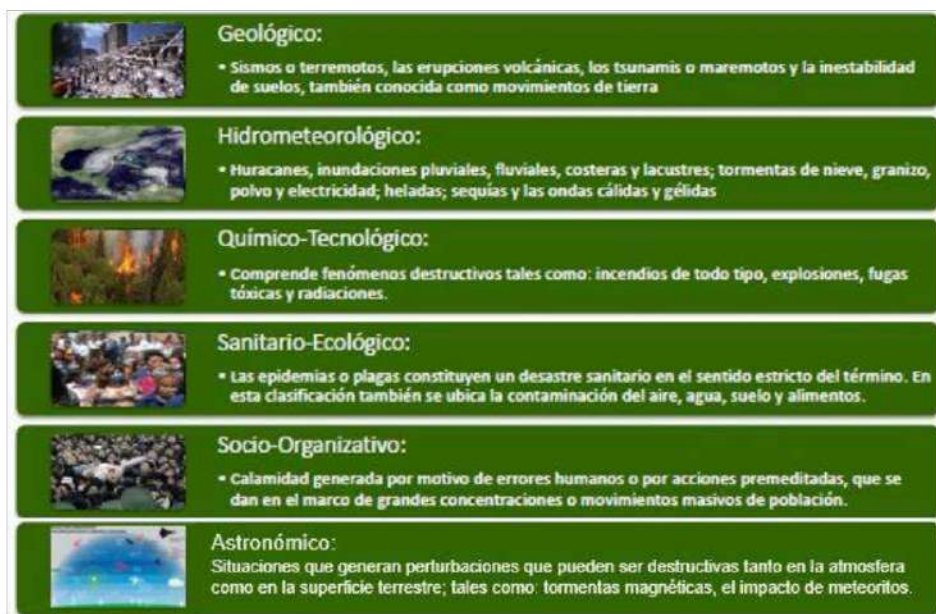 Geológico:
• Sismos o terremotos, las erupciones volcánicas, los tsunamis o maremotos y la inestabilidad
de suelos, también conocida como movimientos de tierra
Hidrometeorológico:
• Huracanes, inundaciones pluviales, fluviales, costeras y lacustres; tormentas de nieve, granizo,
polvo y electricidad; heladas; sequías y las ondas cálidas y gélidas
Químico-Tecnológico:
• Comprende fenómenos destructivos tales como: incendios de todo tipo, explosiones, fugas
tóxicas y radiaciones.
Sanitario-Ecológico:
• Las epidemias o plagas constituyen un desastre sanitario en el sentido estricto del término. En
esta clasificación también se ubica la contaminación del aire, agua, suelo y alimentos.
Socio-Organizativo:
• Calamidad generada por motivo de errores humanos o por acciones premeditadas, que se
dan en el marco de grandes concentraciones o movimientos masivos de población.
Astronómico:
Situaciones que generan perturbaciones que pueden ser destructivas tanto en la atmosfera
como en la superficie terrestre; tales como: tormentas magnéticas, el impacto de meteoritos.